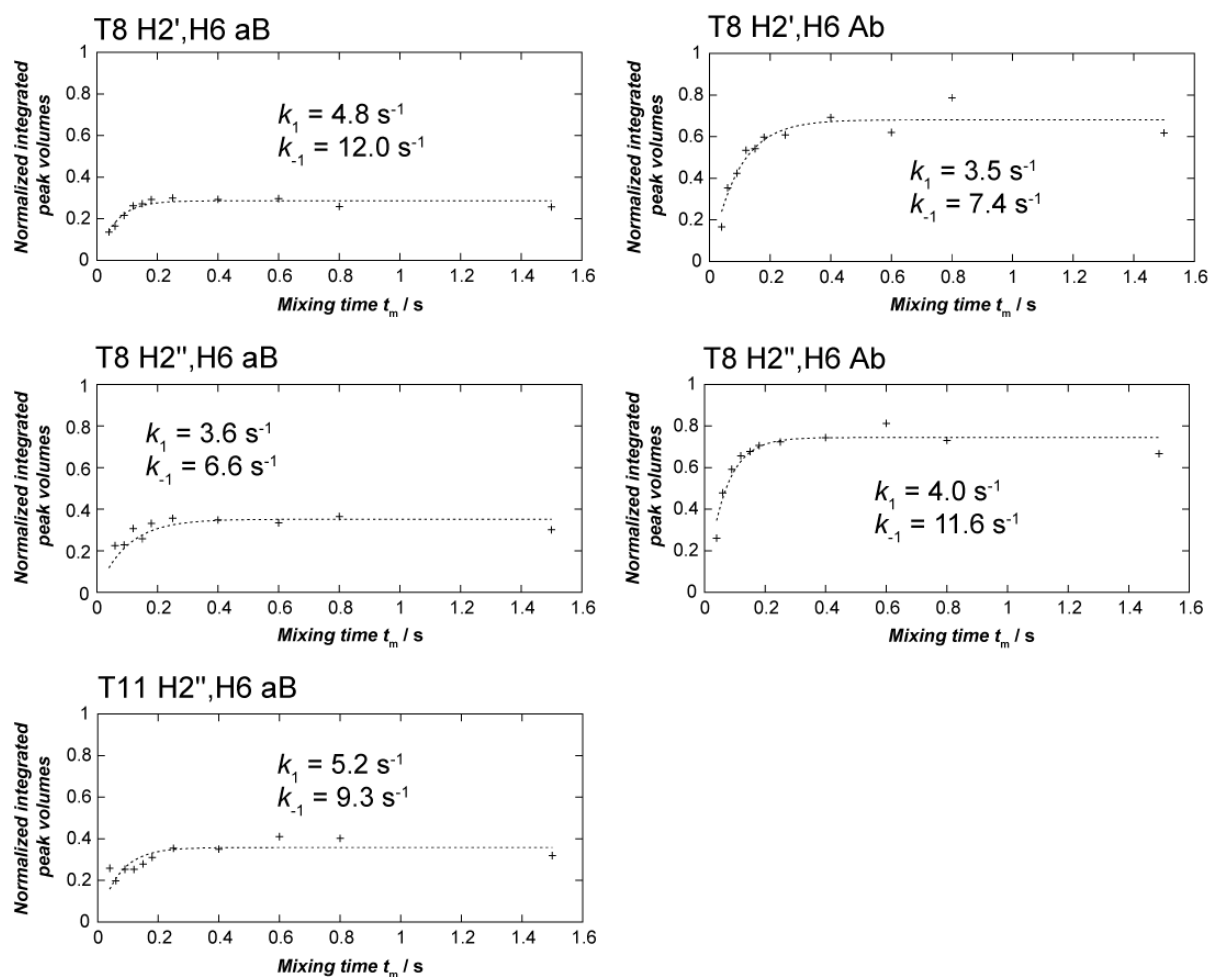 T8 H2',H6 aB
Normalized integrated
peak volumes
1
0.8
0.6
0.4
0.2
0
k₁ = 4.8 s⁻¹
k₋₁ = 12.0 s⁻¹
0 0.2 0.4 0.6 0.8 1 1.2 1.4 1.6
Mixing time tₘ / s
T8 H2',H6 Ab
Normalized integrated
peak volumes
1
0.8
0.6
0.4
0.2
0
k₁ = 3.5 s⁻¹
k₋₁ = 7.4 s⁻¹
0 0.2 0.4 0.6 0.8 1 1.2 1.4 1.6
Mixing time tₘ / s
T8 H2'',H6 aB
Normalized integrated
peak volumes
1
0.8
0.6
0.4
0.2
0
k₁ = 3.6 s⁻¹
k₋₁ = 6.6 s⁻¹
0 0.2 0.4 0.6 0.8 1 1.2 1.4 1.6
Mixing time tₘ / s
T8 H2'',H6 Ab
Normalized integrated
peak volumes
1
0.8
0.6
0.4
0.2
0
k₁ = 4.0 s⁻¹
k₋₁ = 11.6 s⁻¹
0 0.2 0.4 0.6 0.8 1 1.2 1.4 1.6
Mixing time tₘ / s
T11 H2'',H6 aB
Normalized integrated
peak volumes
1
0.8
0.6
0.4
0.2
0
k₁ = 5.2 s⁻¹
k₋₁ = 9.3 s⁻¹
0 0.2 0.4 0.6 0.8 1 1.2 1.4 1.6
Mixing time tₘ / s